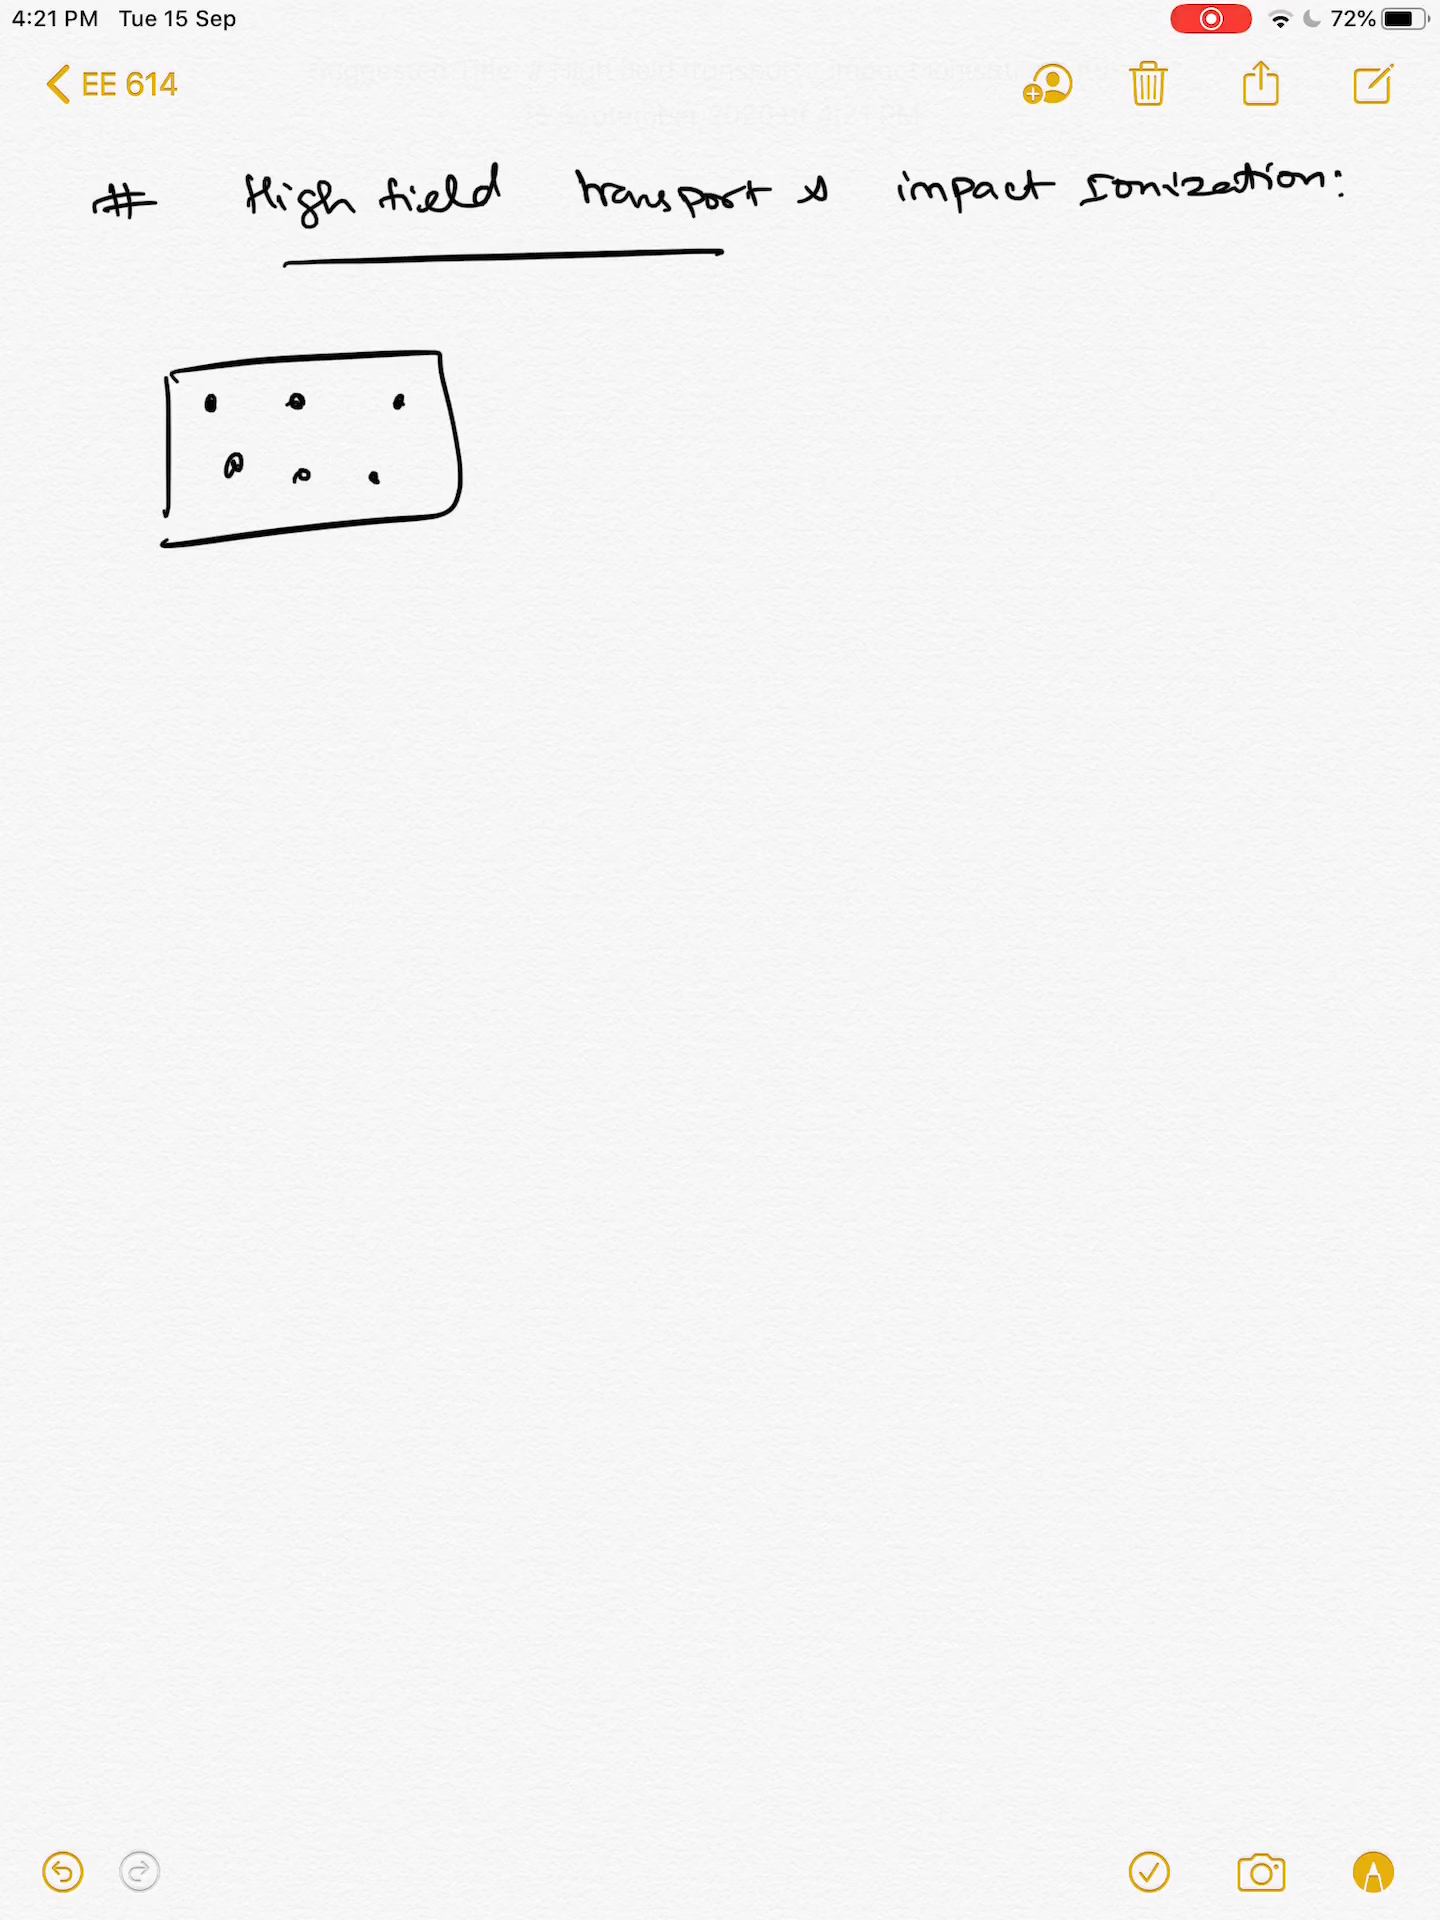 4:21 PM Tue 15 Sep 72%
EE 614
# High field transport & impact Ionization: